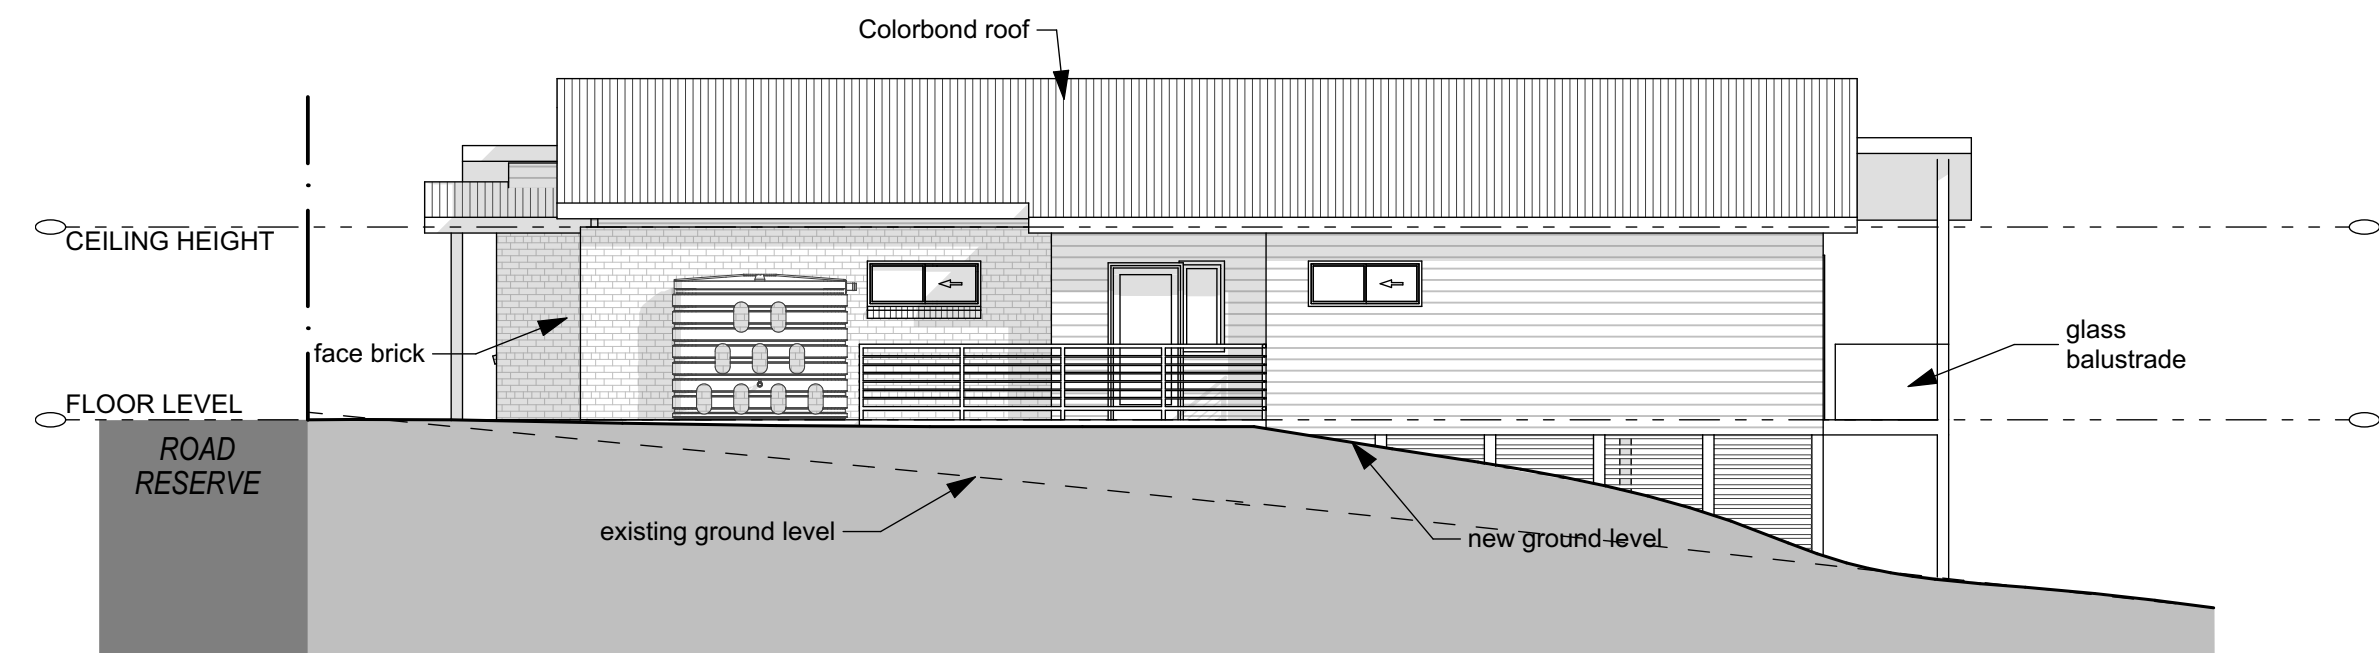 Colorbond roof
CEILING HEIGHT
face brick
glass
balustrade
FLOOR LEVEL
ROAD
RESERVE
existing ground level
new ground level